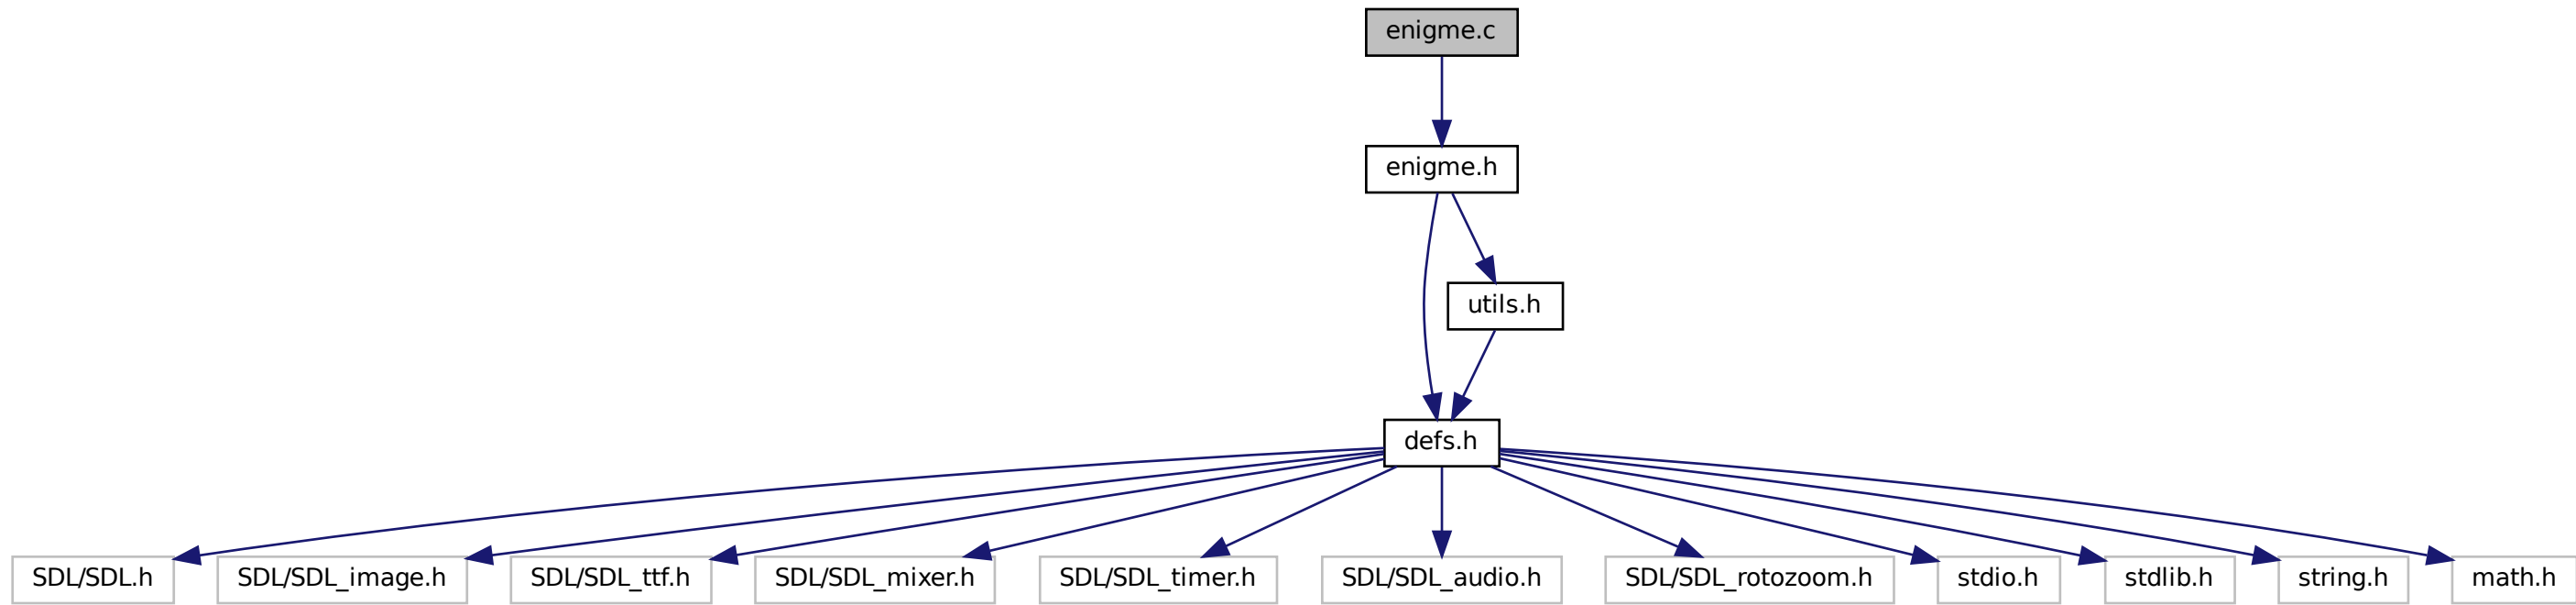 enigme.c
enigme.h
utils.h
defs.h
SDL/SDL.h
SDL/SDL_image.h
SDL/SDL_ttf.h
SDL/SDL_mixer.h
SDL/SDL_timer.h
SDL/SDL_audio.h
SDL/SDL_rotozoom.h
stdio.h
stdlib.h
string.h
math.h